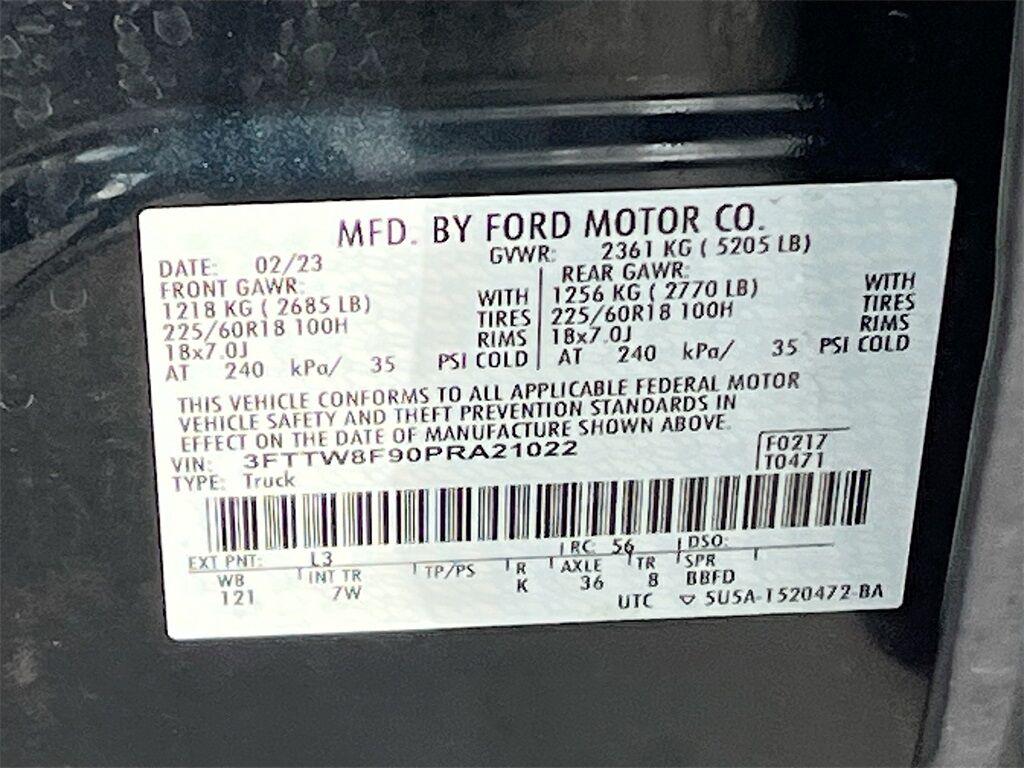 MFD. BY FORD MOTOR CO.
DATE: 02/23
GVWR: 2361 KG ( 5205 LB)
FRONT GAWR:
1218 KG ( 2685 LB) WITH
225/60R18 100H TIRES
18x7.0J RIMS
AT 240 kPa/ 35 PSI COLD
REAR GAWR:
1256 KG ( 2770 LB) WITH
225/60R18 100H TIRES
18x7.0J RIMS
AT 240 kPa/ 35 PSI COLD
THIS VEHICLE CONFORMS TO ALL APPLICABLE FEDERAL MOTOR
VEHICLE SAFETY AND THEFT PREVENTION STANDARDS IN
EFFECT ON THE DATE OF MANUFACTURE SHOWN ABOVE.
VIN: 3FTTW8F90PRA21022
TYPE: Truck
F0217
T0471
EXT PNT: L3 RC: 56 DSO:
WB INT TR TP/PS R AXLE TR SPR
121 7W K 36 8 BBFD
UTC ▽ 5U5A-1520472-BA